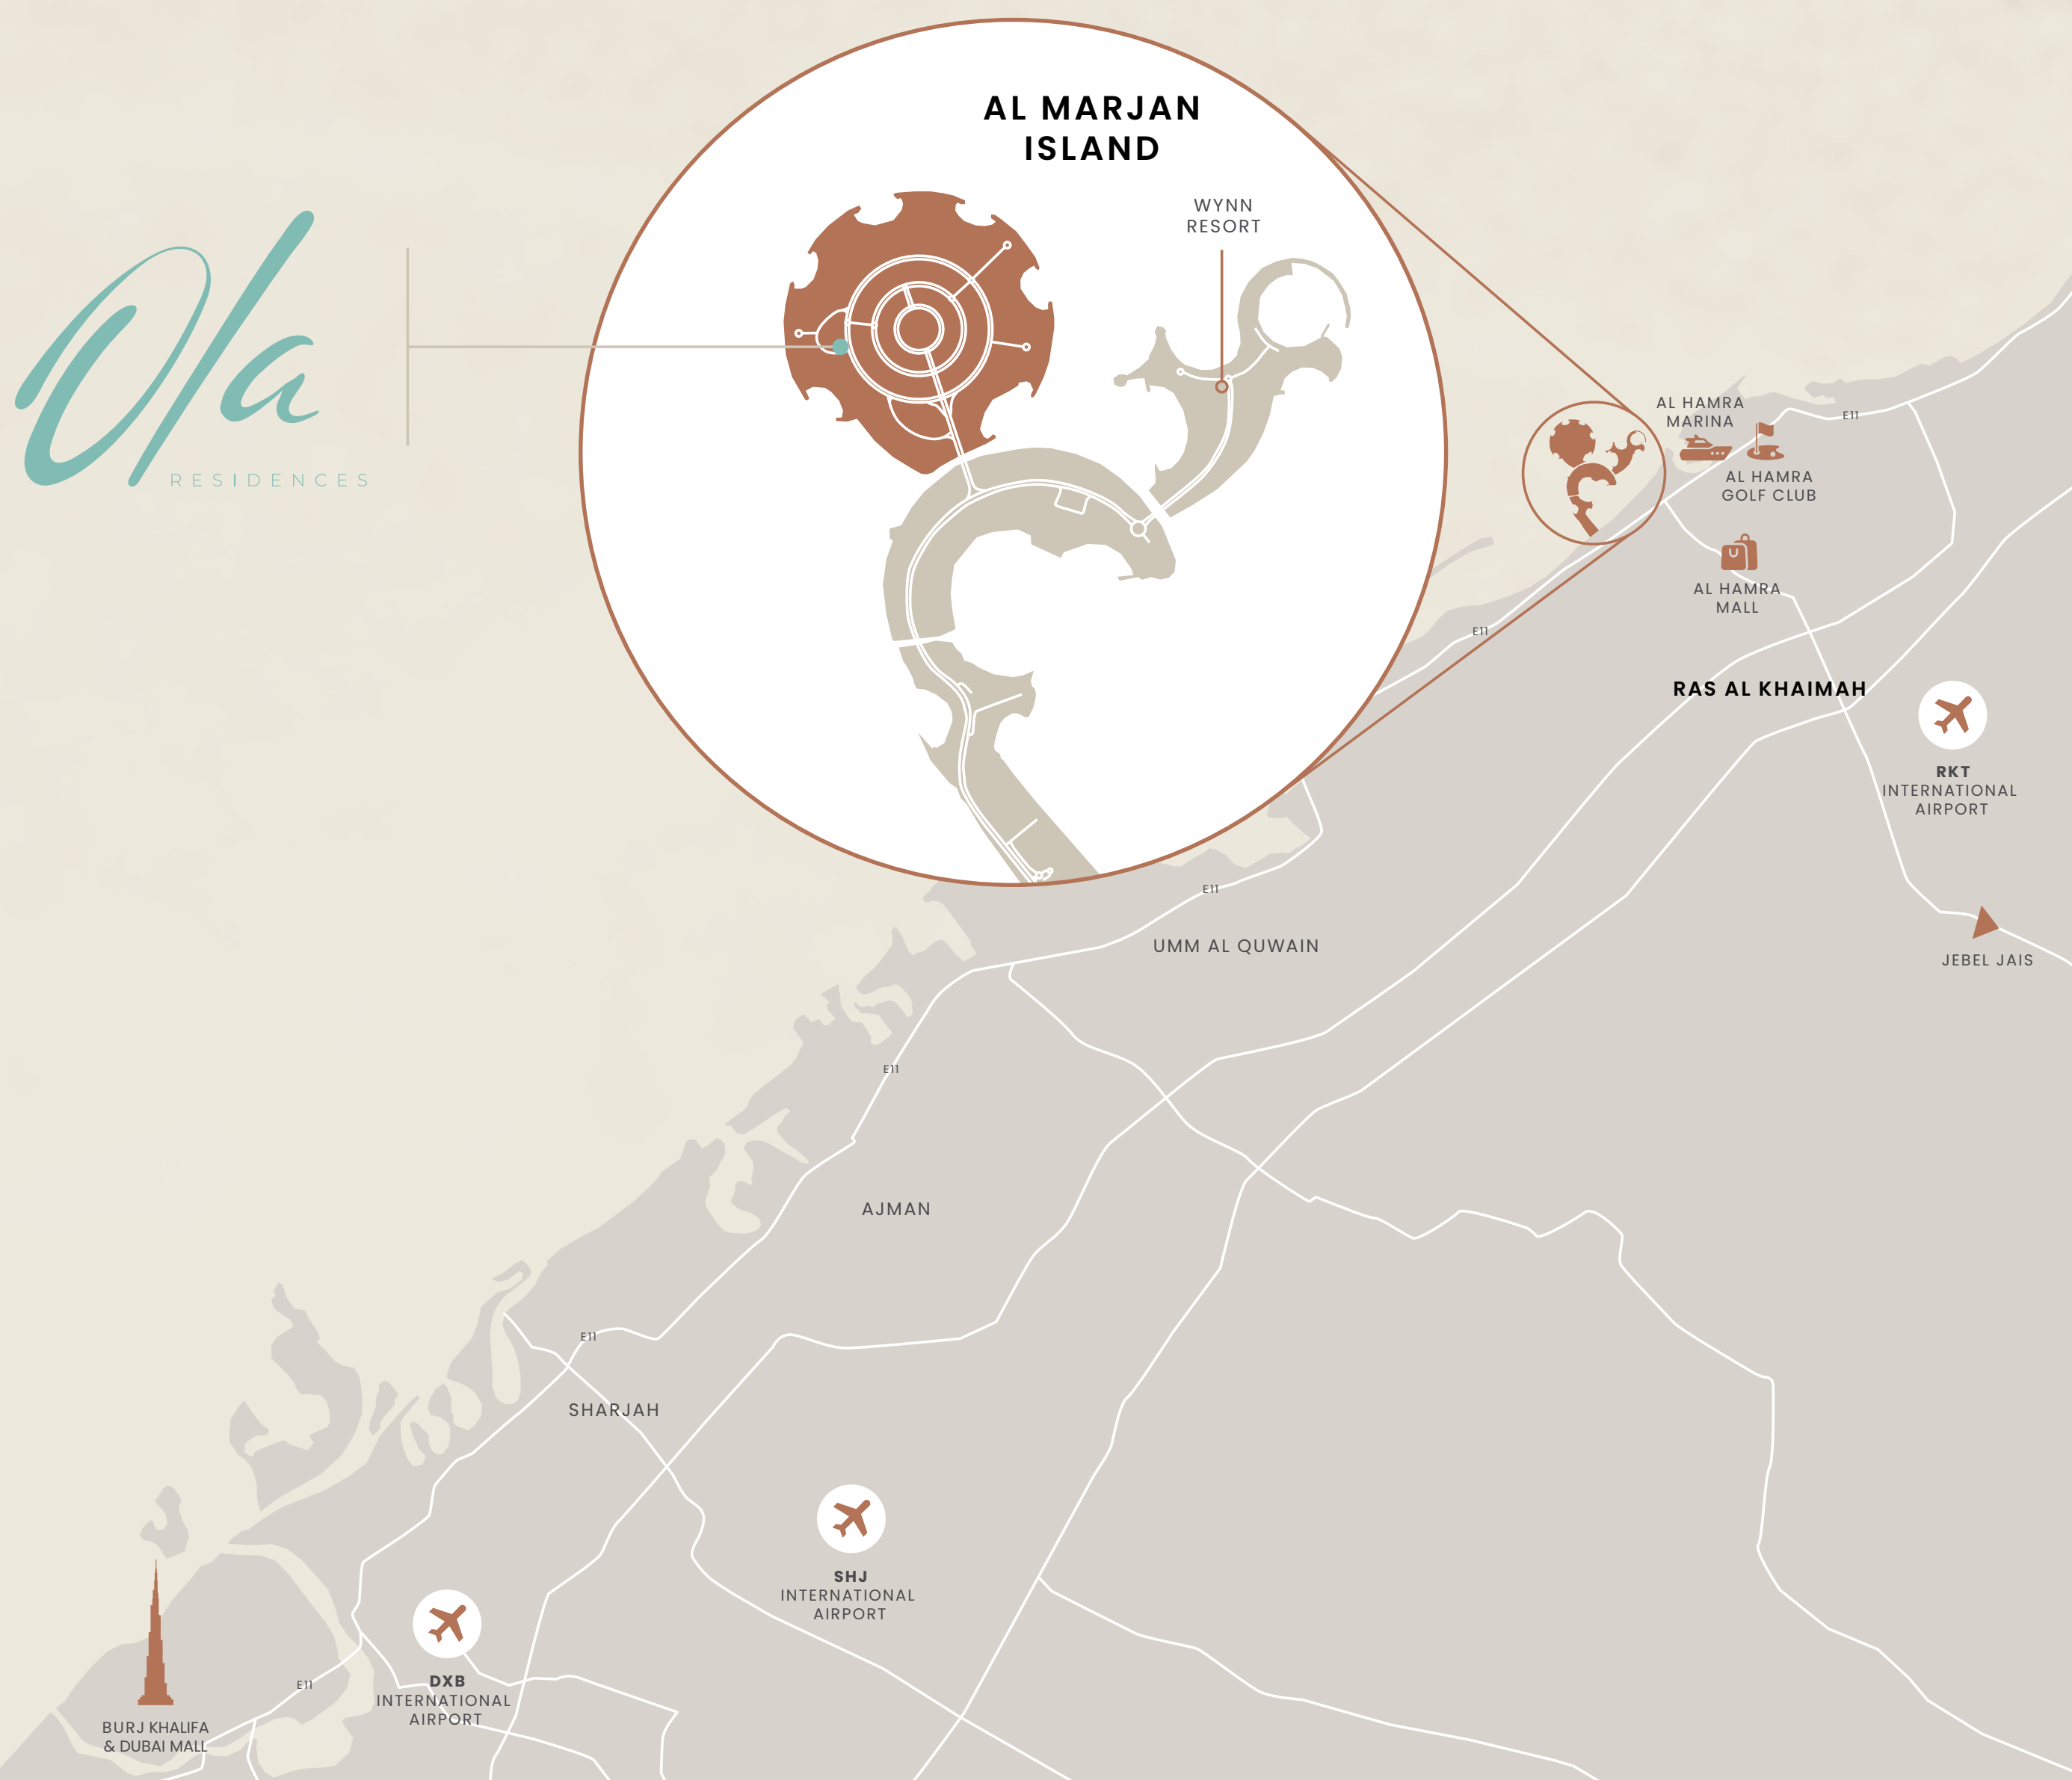 AL MARJAN
ISLAND
WYNN
RESORT
Ola
RESIDENCES
AL HAMRA
MARINA
E11
AL HAMRA
GOLF CLUB
AL HAMRA
MALL
E11
RAS AL KHAIMAH
RKT
INTERNATIONAL
AIRPORT
E11
UMM AL QUWAIN
JEBEL JAIS
E11
AJMAN
E11
SHARJAH
SHJ
INTERNATIONAL
AIRPORT
DXB
INTERNATIONAL
AIRPORT
E11
BURJ KHALIFA
& DUBAI MALL